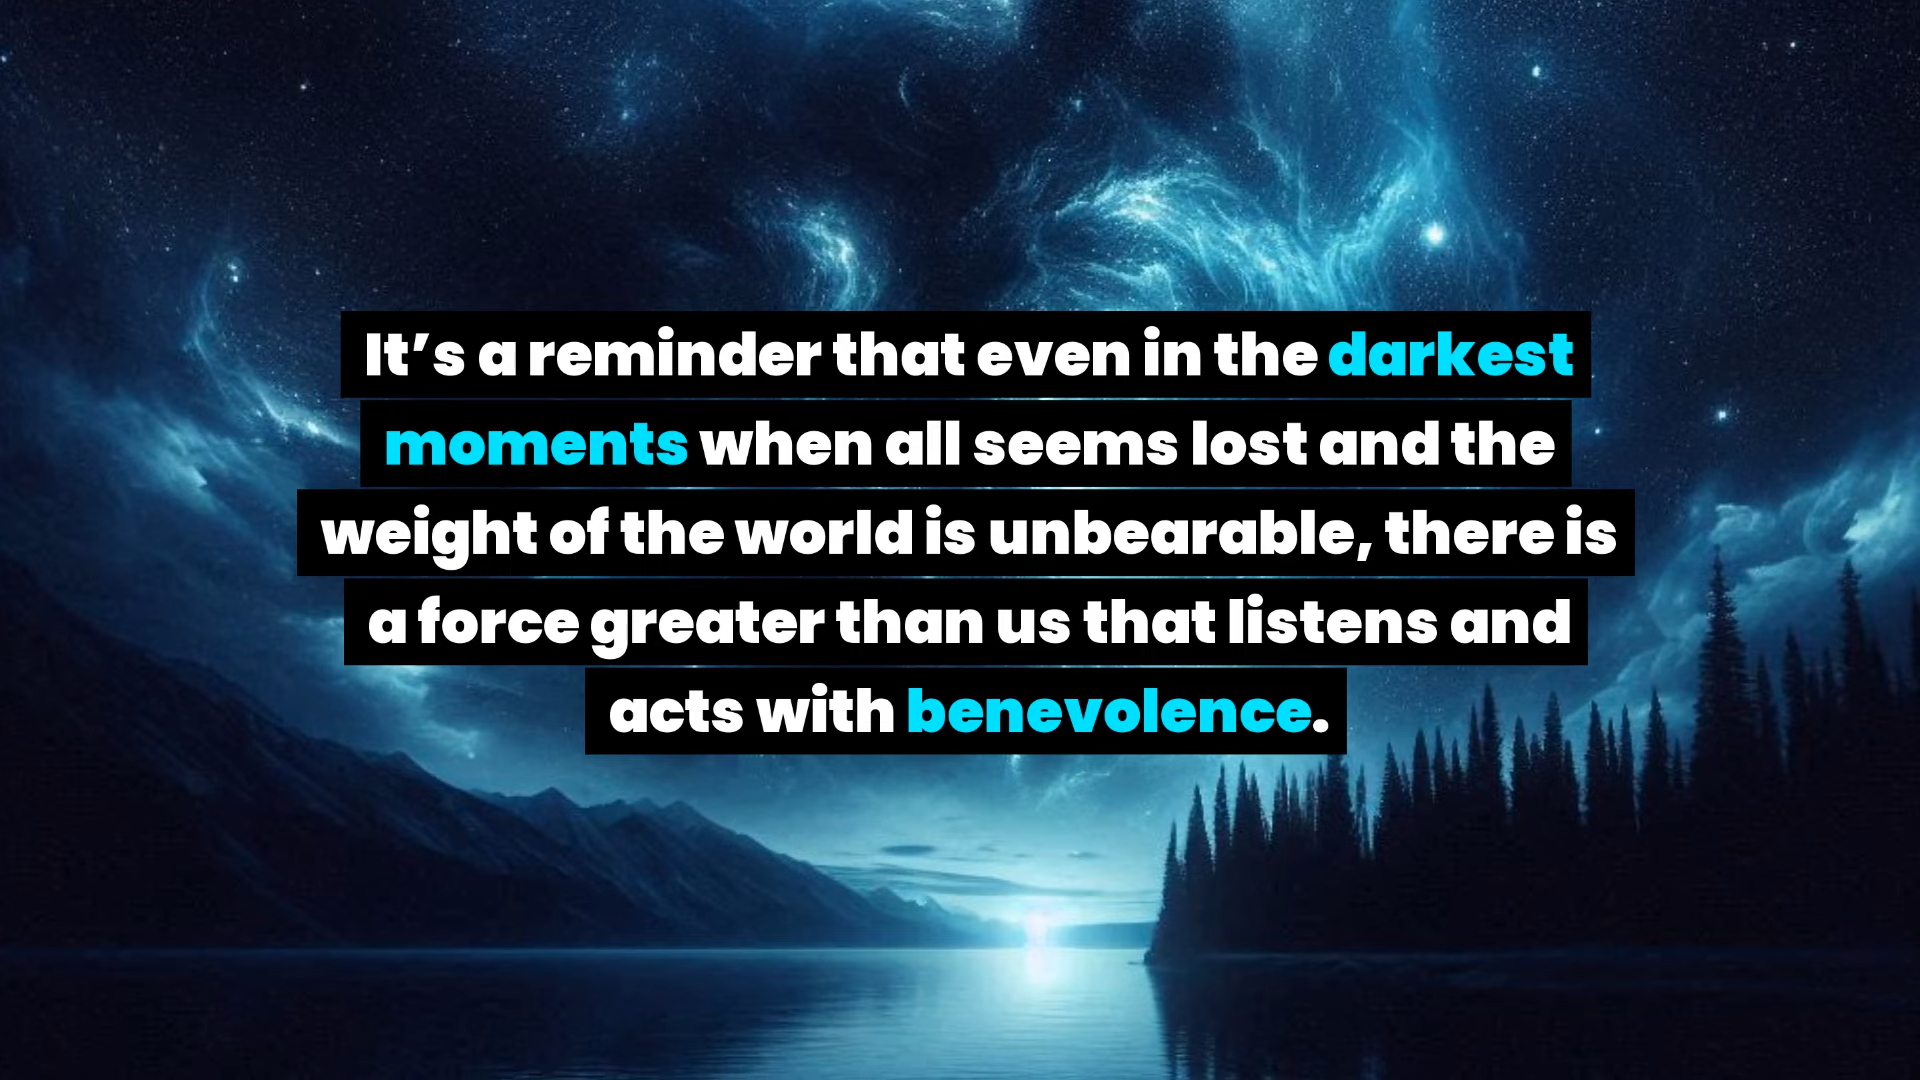 It’s a reminder that even in the darkest
moments when all seems lost and the
weight of the world is unbearable, there is
a force greater than us that listens and
acts with benevolence.